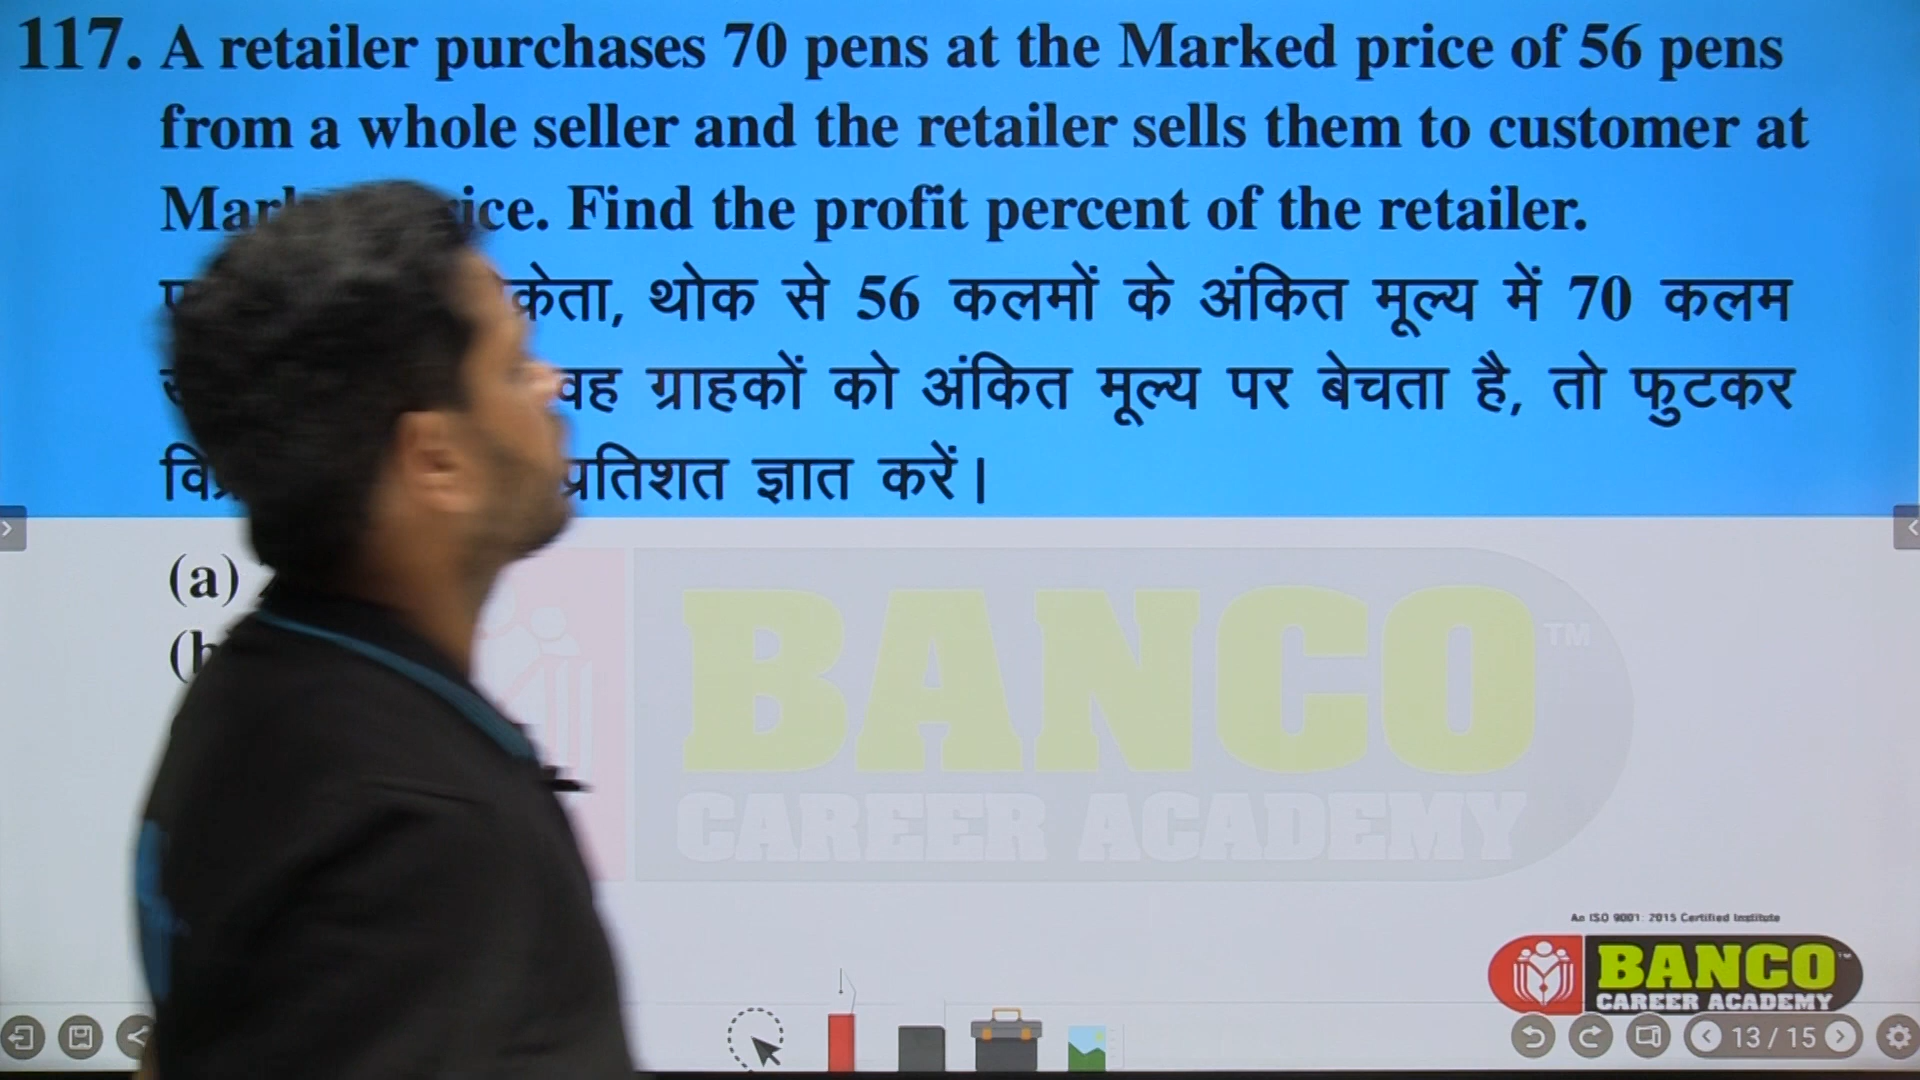 117. A retailer purchases 70 pens at the Marked price of 56 pens
from a whole seller and the retailer sells them to customer at
Find the profit percent of the retailer.
थोक से 56 कलमों के अंकित मूल्य में 70 कलम
वह ग्राहकों को अंकित मूल्य पर बेचता है, तो फुटकर
प्रतिशत ज्ञात करें।
(a)
BANCO TM
CAREER ACADEMY
An ISO 9001: 2015 Certified Institute
BANCO
CAREER ACADEMY
13 / 15